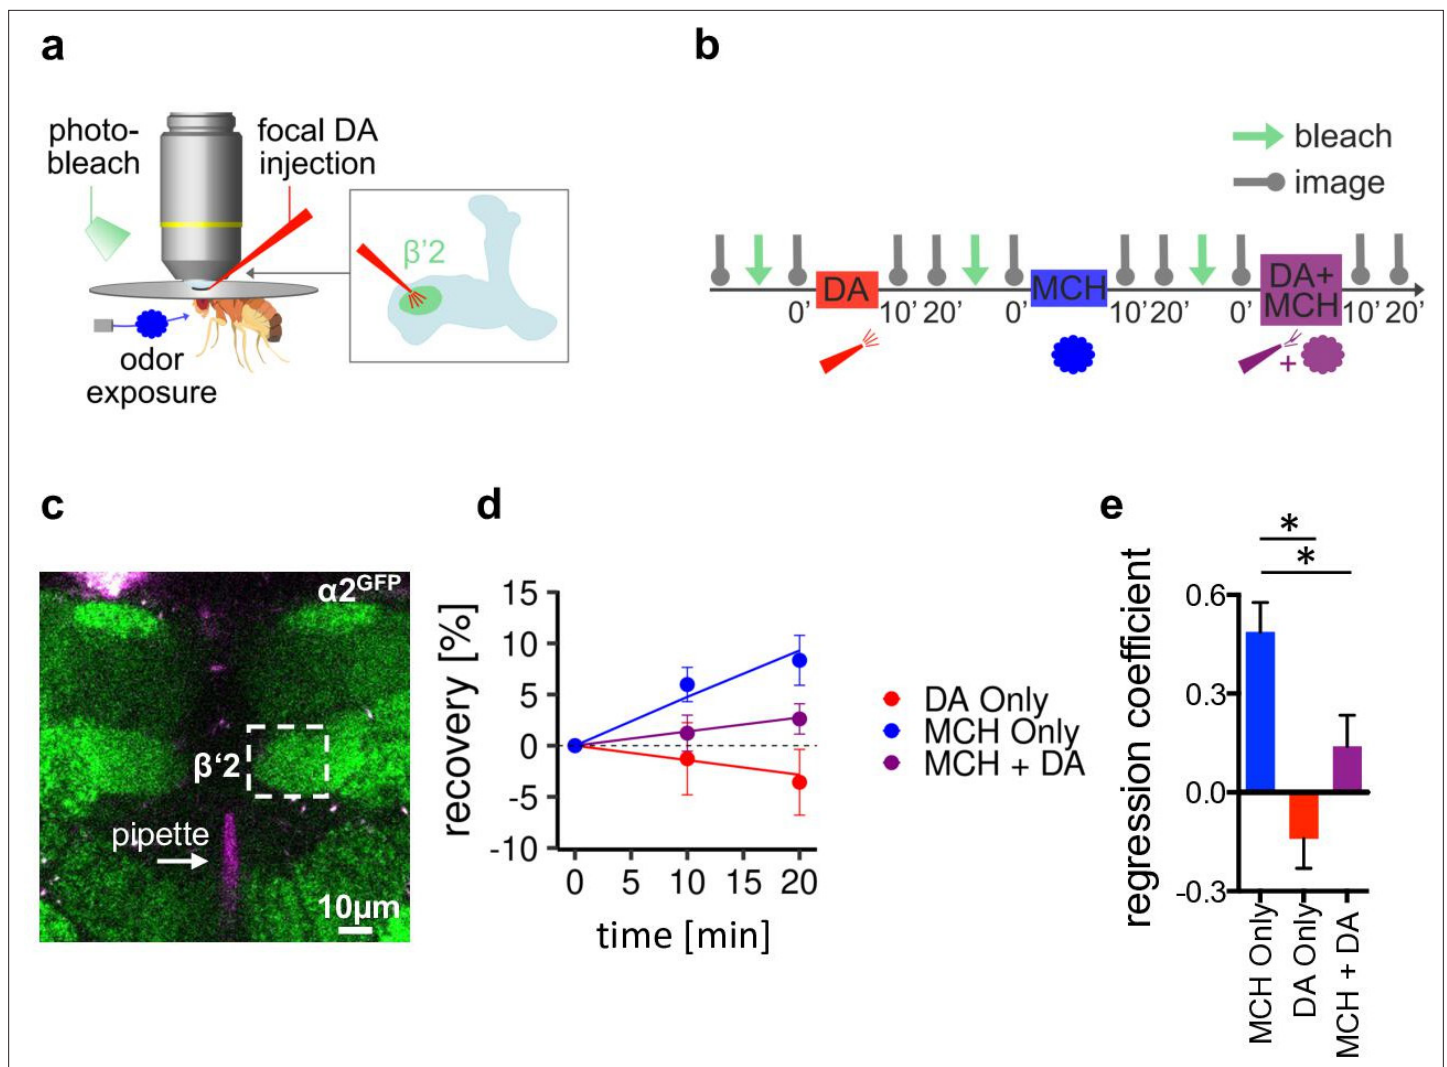 a
photo-
bleach
focal DA
injection
β’2
odor
exposure
b
bleach
image
DA
MCH
DA+
MCH
0’ 10’ 20’ 0’ 10’ 20’ 0’ 10’ 20’
+
c
α2GFP
β‘2
pipette
10µm
d
recovery [%]
15
10
5
0
-5
-10
0 5 10 15 20
time [min]
DA Only
MCH Only
MCH + DA
e
*
*
regression coefficient
0.6
0.3
0.0
-0.3
MCH Only
DA Only
MCH + DA